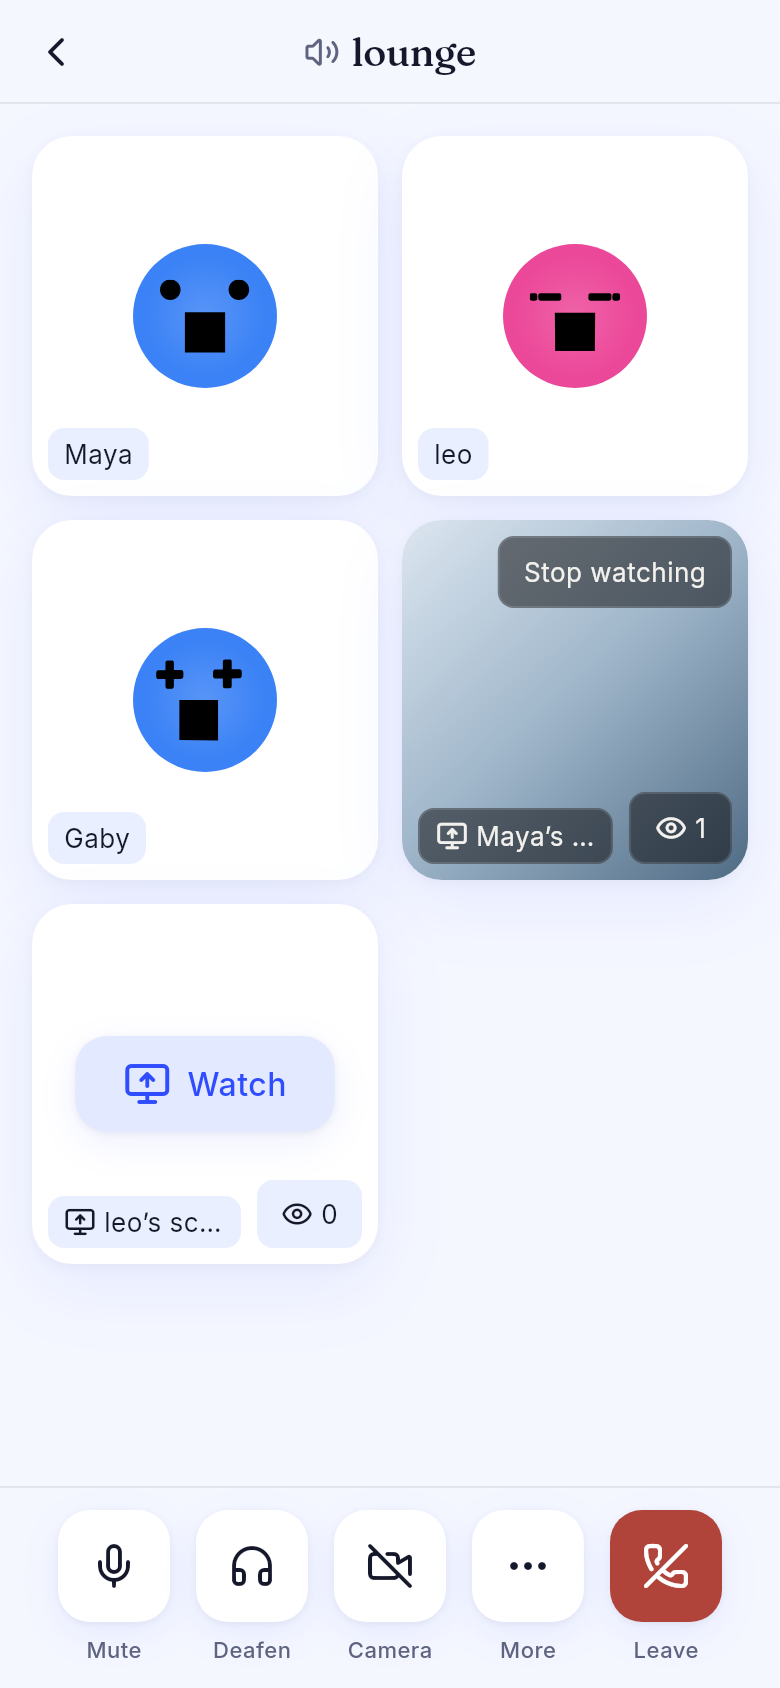 lounge
Maya
leo
Gaby
Stop watching
Maya’s ...
1
Watch
leo’s sc...
0
Mute
Deafen
Camera
More
Leave